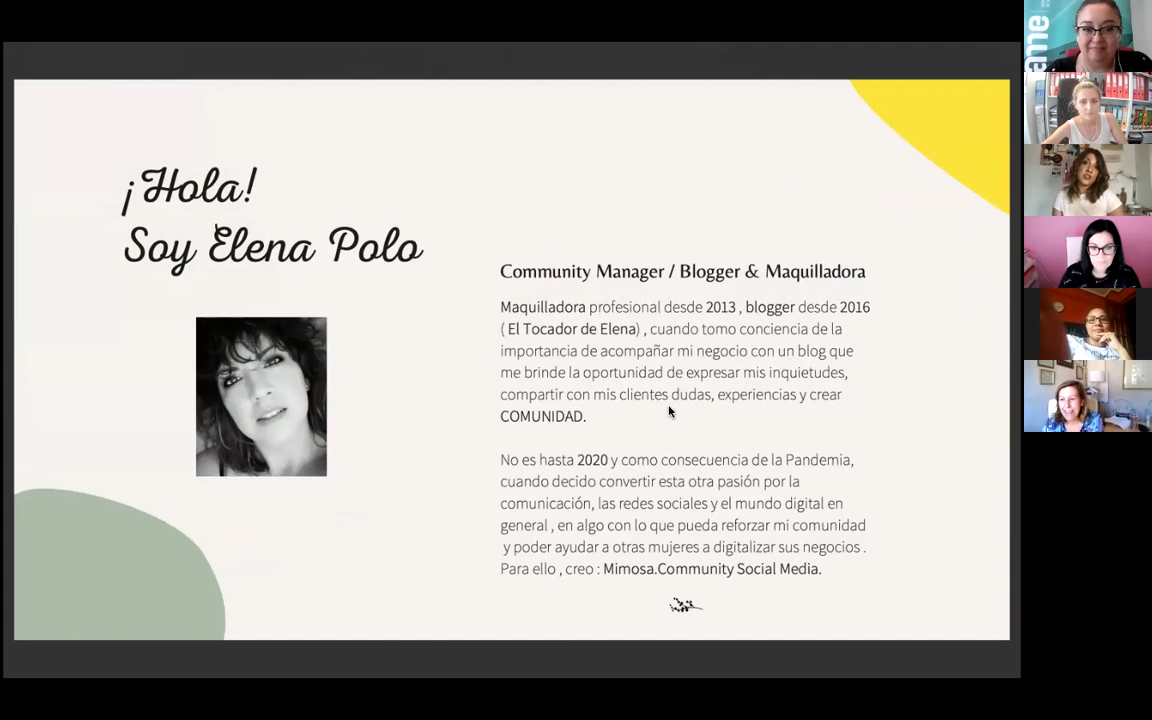 ¡Hola!
Soy Elena Polo
Community Manager / Blogger & Maquilladora
Maquilladora profesional desde 2013 , blogger desde 2016
( El Tocador de Elena) , cuando tomo conciencia de la
importancia de acompañar mi negocio con un blog que
me brinde la oportunidad de expresar mis inquietudes,
compartir con mis clientes dudas, experiencias y crear
COMUNIDAD.
No es hasta 2020 y como consecuencia de la Pandemia,
cuando decido convertir esta otra pasión por la
comunicación, las redes sociales y el mundo digital en
general , en algo con lo que pueda reforzar mi comunidad
y poder ayudar a otras mujeres a digitalizar sus negocios .
Para ello , creo : Mimosa.Community Social Media.
ame